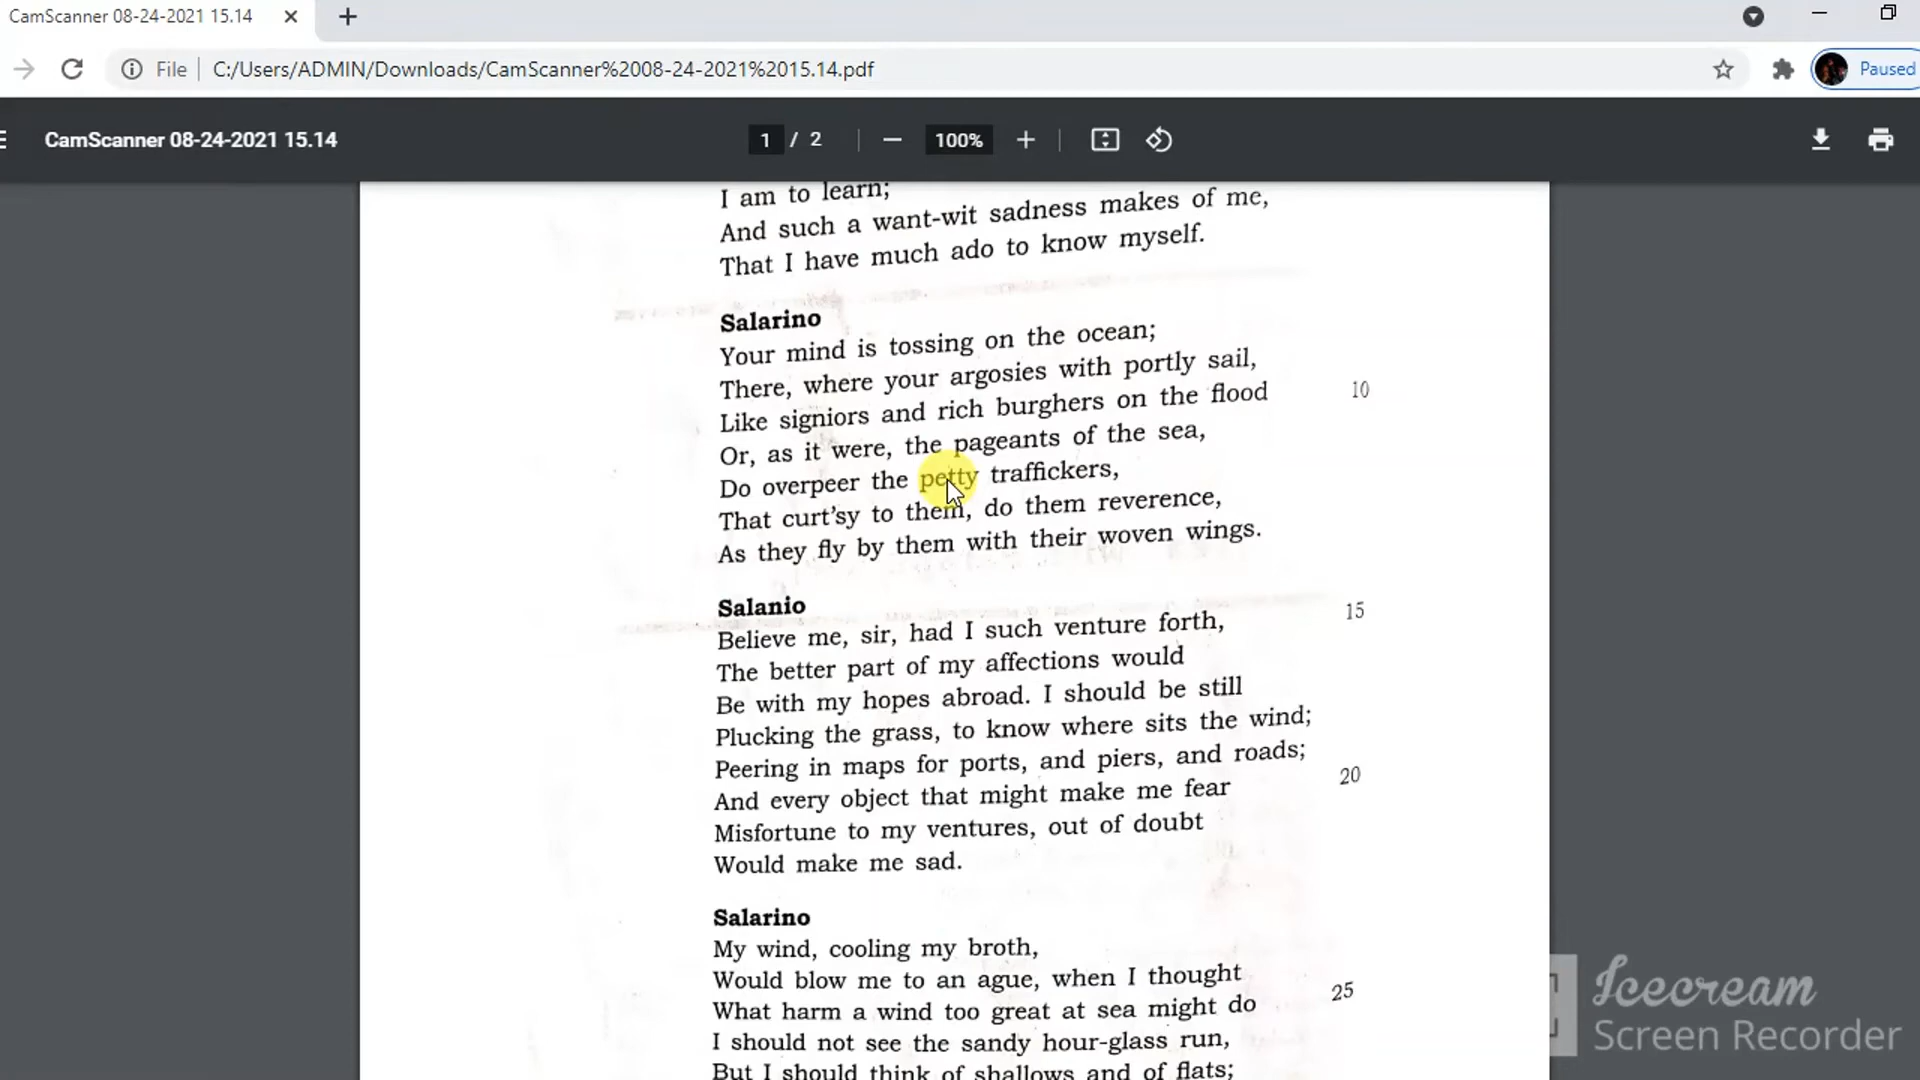 CamScanner 08-24-2021 15.14
File C:/Users/ADMIN/Downloads/CamScanner%2008-24-2021%2015.14.pdf
Paused
CamScanner 08-24-2021 15.14
1 / 2
100%
I am to learn;
And such a want-wit sadness makes of me,
That I have much ado to know myself.
Salarino
Your mind is tossing on the ocean;
There, where your argosies with portly sail,
Like signiors and rich burghers on the flood 10
Or, as it were, the pageants of the sea,
Do overpeer the petty traffickers,
That curt'sy to them, do them reverence,
As they fly by them with their woven wings.
Salanio
Believe me, sir, had I such venture forth, 15
The better part of my affections would
Be with my hopes abroad. I should be still
Plucking the grass, to know where sits the wind;
Peering in maps for ports, and piers, and roads;
And every object that might make me fear 20
Misfortune to my ventures, out of doubt
Would make me sad.
Salarino
My wind, cooling my broth,
Would blow me to an ague, when I thought
What harm a wind too great at sea might do 25
I should not see the sandy hour-glass run,
But I should think of shallows and of flats;
Icecream
Screen Recorder